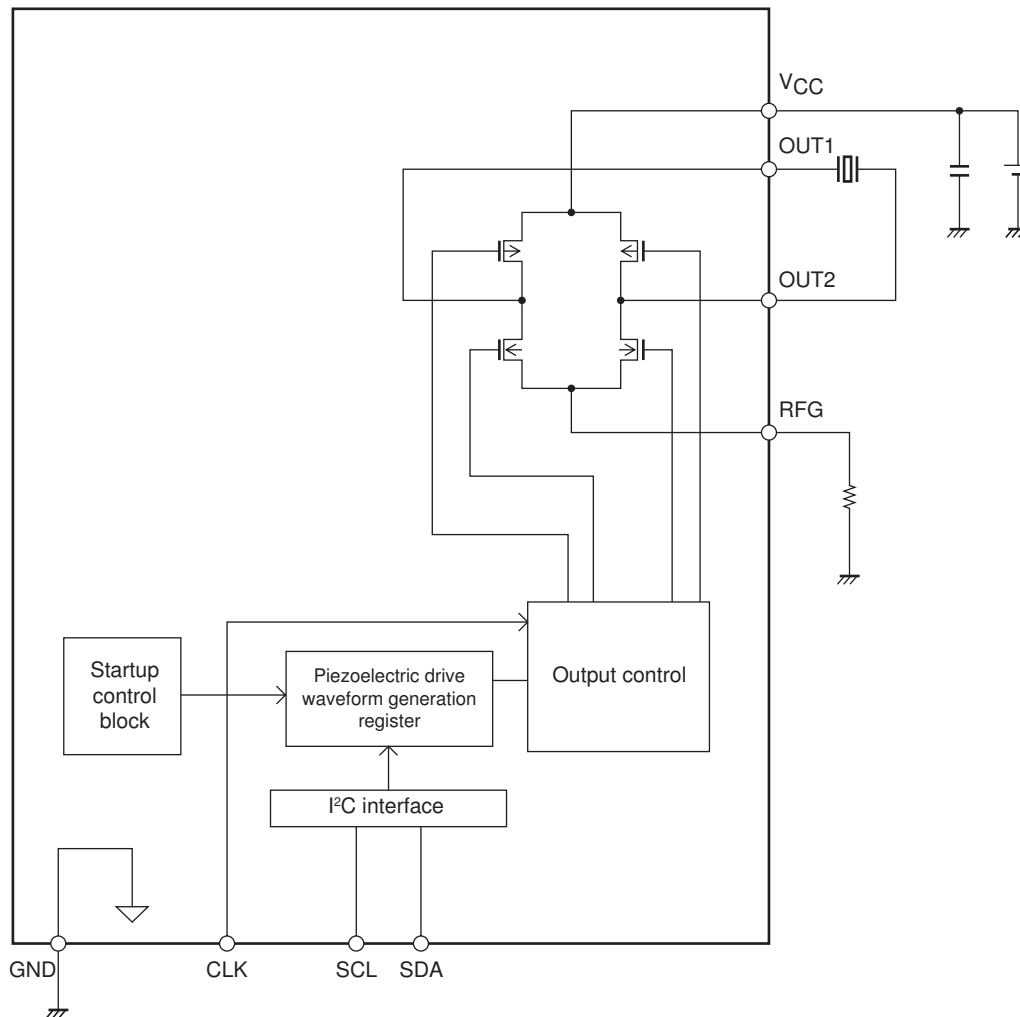 VCC
OUT1
OUT2
RFG
Startup
control
block
Piezoelectric drive
waveform generation
register
Output control
I²C interface
GND
CLK
SCL
SDA